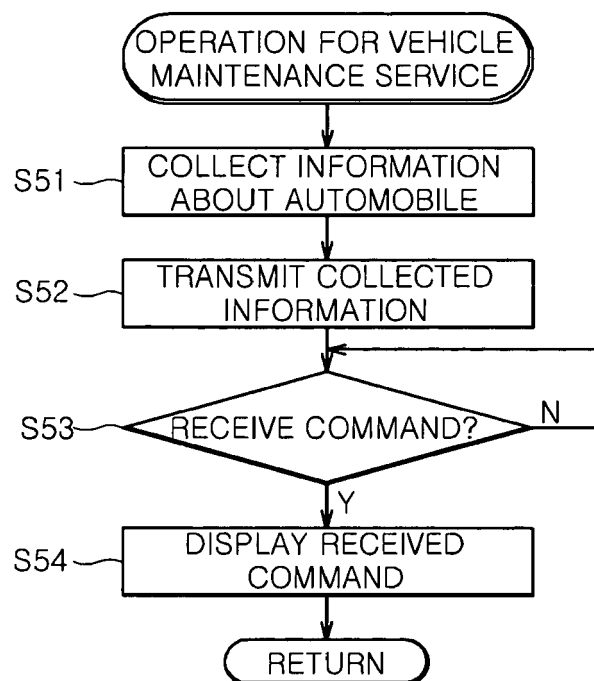 OPERATION FOR VEHICLE
MAINTENANCE SERVICE
S51
COLLECT INFORMATION
ABOUT AUTOMOBILE
S52
TRANSMIT COLLECTED
INFORMATION
S53
RECEIVE COMMAND?
N
Y
S54
DISPLAY RECEIVED
COMMAND
RETURN